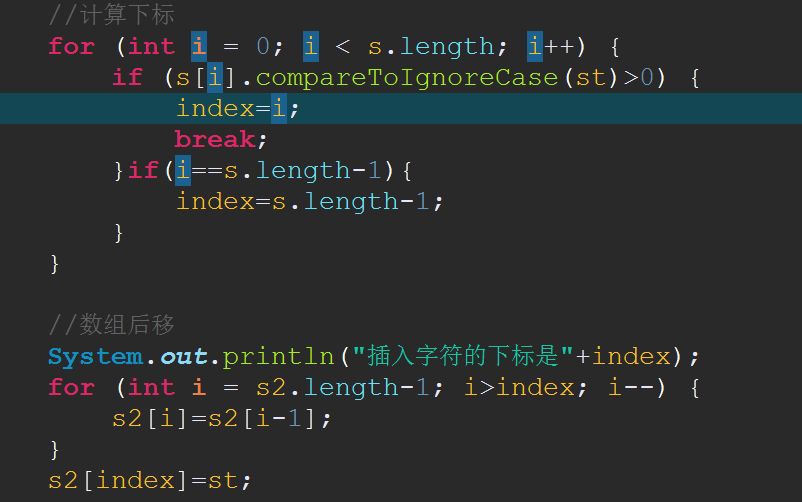 //计算下标
for (int i = 0; i < s.length; i++) {
    if (s[i].compareToIgnoreCase(st)>0) {
        index=i;
        break;
    }if(i==s.length-1){
        index=s.length-1;
    }
}
//数组后移
System.out.println("插入字符的下标是"+index);
for (int i = s2.length-1; i>index; i--) {
    s2[i]=s2[i-1];
}
s2[index]=st;